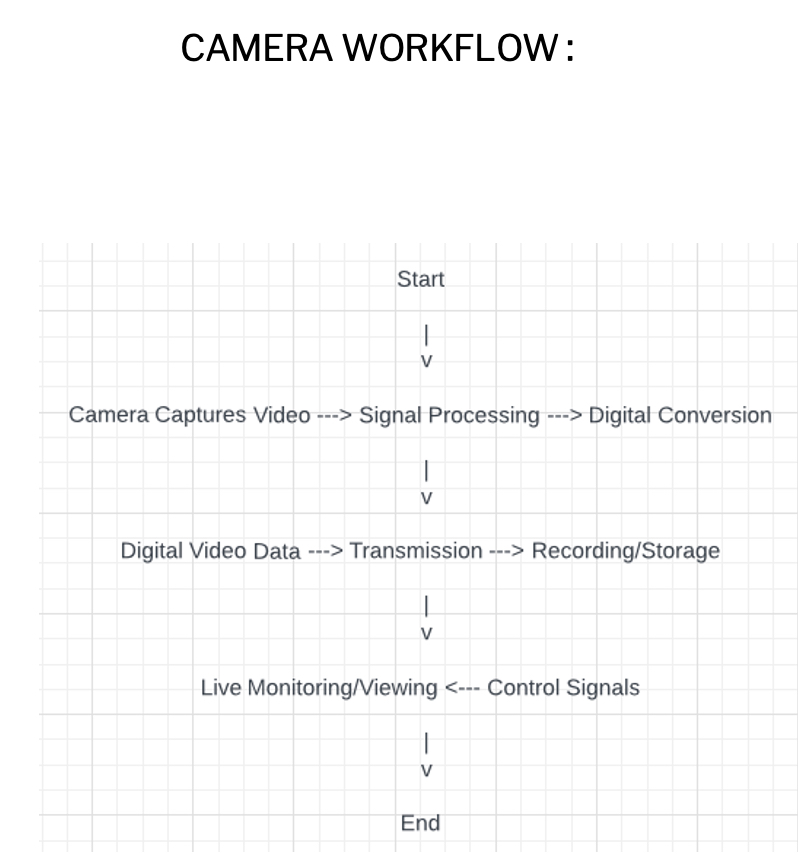 CAMERA WORKFLOW :
Start
|
v
Camera Captures Video ---> Signal Processing ---> Digital Conversion
|
v
Digital Video Data ---> Transmission ---> Recording/Storage
|
v
Live Monitoring/Viewing <--- Control Signals
|
v
End